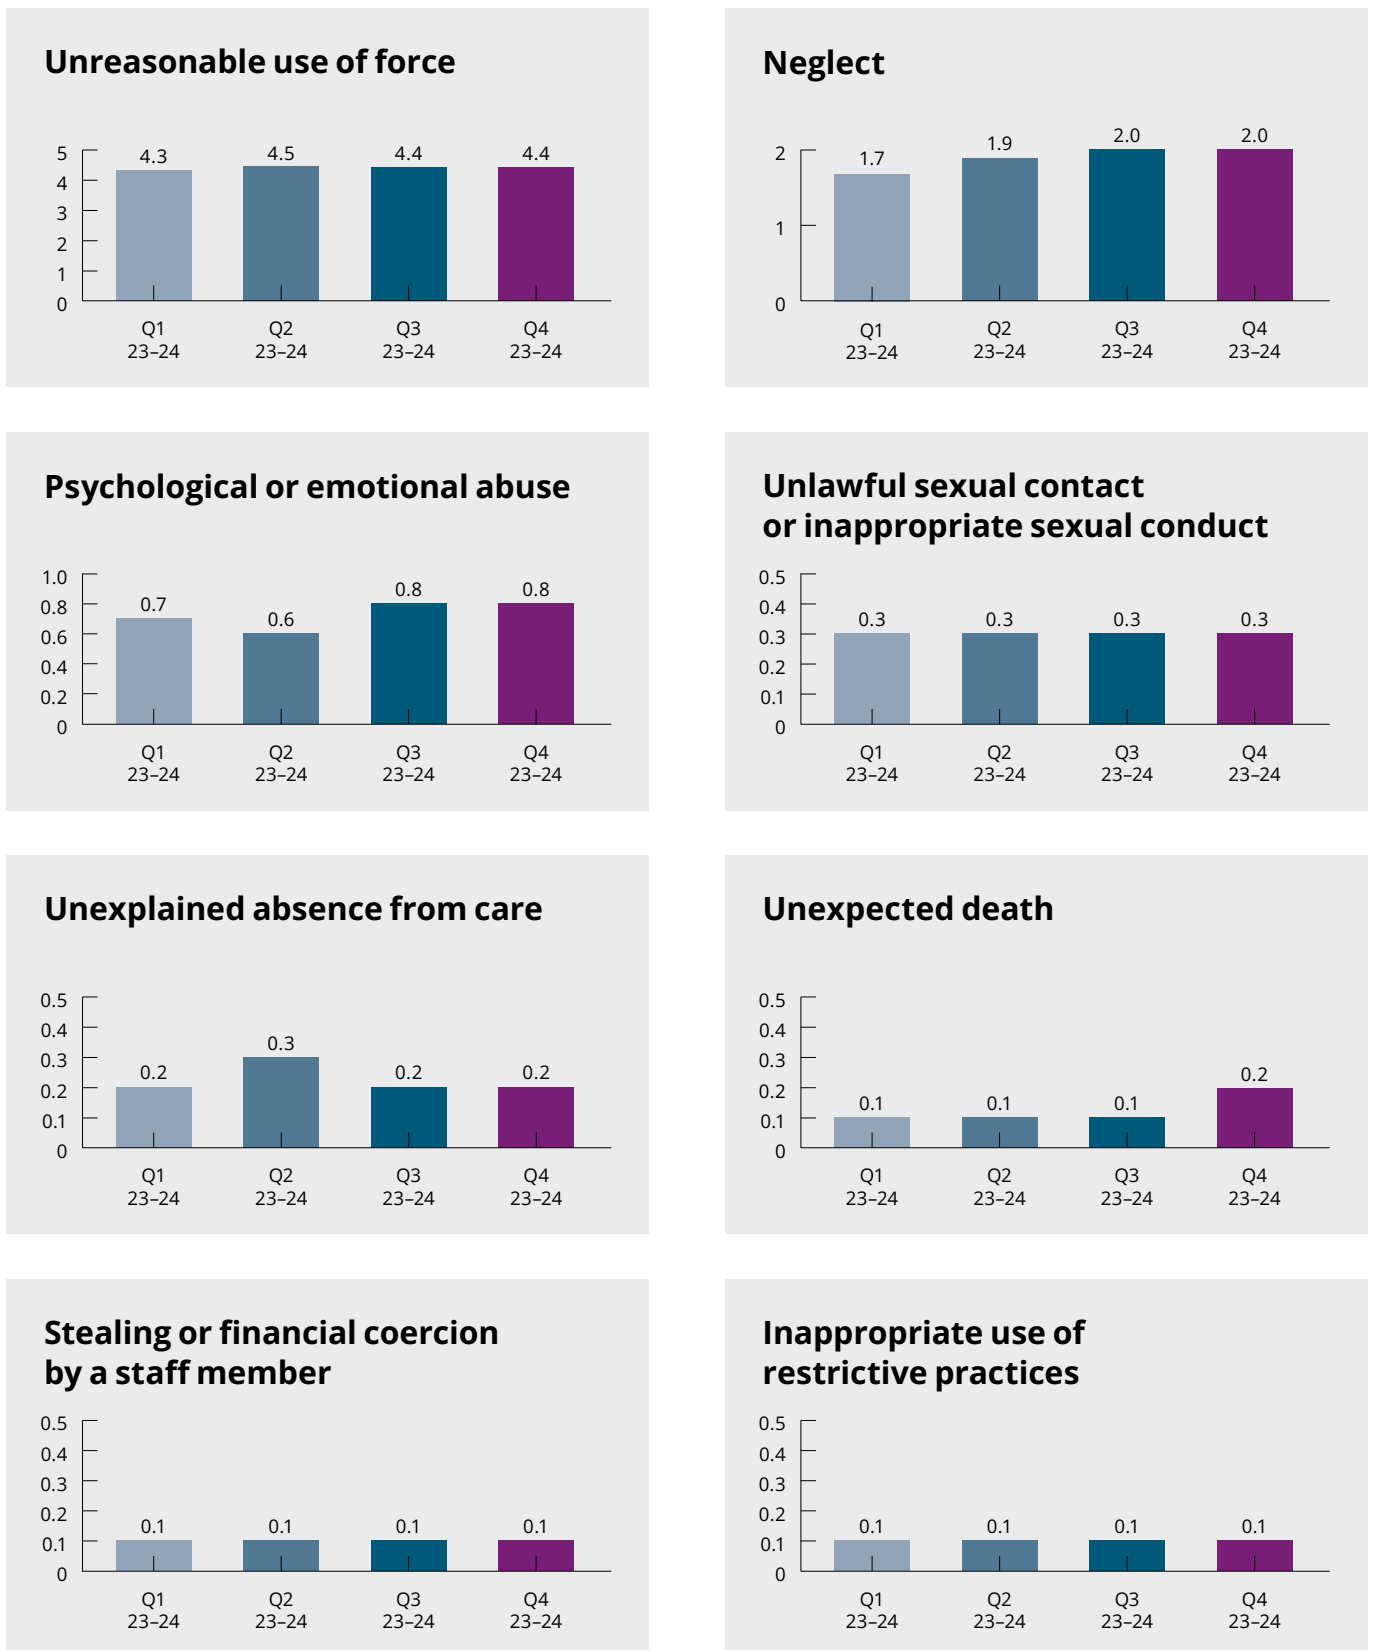 Unreasonable use of force
5
4
3
2
1
0
4.3
4.5
4.4
4.4
Q1
23–24
Q2
23–24
Q3
23–24
Q4
23–24
Neglect
2
1
0
1.7
1.9
2.0
2.0
Q1
23–24
Q2
23–24
Q3
23–24
Q4
23–24
Psychological or emotional abuse
1.0
0.8
0.6
0.4
0.2
0
0.7
0.6
0.8
0.8
Q1
23–24
Q2
23–24
Q3
23–24
Q4
23–24
Unlawful sexual contact
or inappropriate sexual conduct
0.5
0.4
0.3
0.2
0.1
0
0.3
0.3
0.3
0.3
Q1
23–24
Q2
23–24
Q3
23–24
Q4
23–24
Unexplained absence from care
0.5
0.4
0.3
0.2
0.1
0
0.2
0.3
0.2
0.2
Q1
23–24
Q2
23–24
Q3
23–24
Q4
23–24
Unexpected death
0.5
0.4
0.3
0.2
0.1
0
0.1
0.1
0.1
0.2
Q1
23–24
Q2
23–24
Q3
23–24
Q4
23–24
Stealing or financial coercion
by a staff member
0.5
0.4
0.3
0.2
0.1
0
0.1
0.1
0.1
0.1
Q1
23–24
Q2
23–24
Q3
23–24
Q4
23–24
Inappropriate use of
restrictive practices
0.5
0.4
0.3
0.2
0.1
0
0.1
0.1
0.1
0.1
Q1
23–24
Q2
23–24
Q3
23–24
Q4
23–24